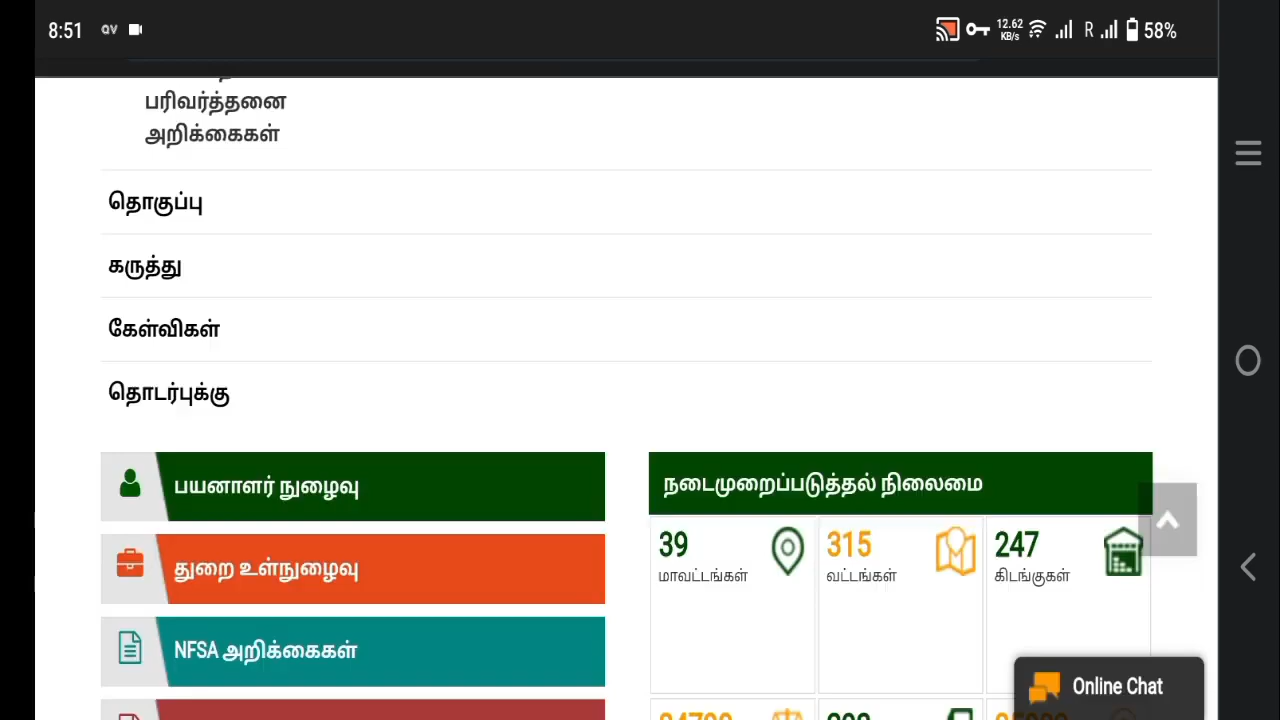 8:51
12.62
KB/s
R
58%
பரிவர்த்தனை
அறிக்கைகள்
தொகுப்பு
கருத்து
கேள்விகள்
தொடர்புக்கு
பயனாளர் நுழைவு
நடைமுறைப்படுத்தல் நிலைமை
39
மாவட்டங்கள்
315
வட்டங்கள்
247
கிடங்குகள்
துறை உள்நுழைவு
NFSA அறிக்கைகள்
Online Chat